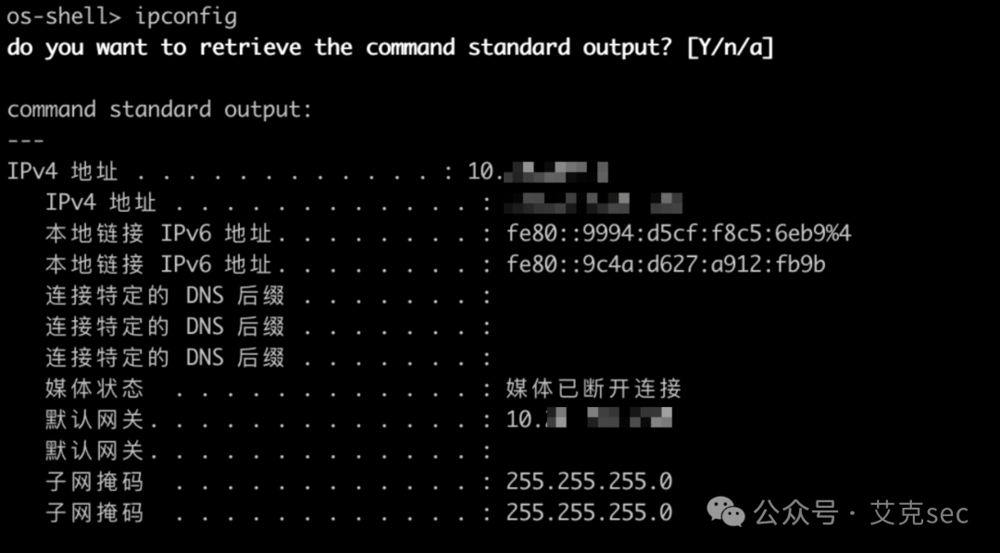 os-shell> ipconfig
do you want to retrieve the command standard output? [Y/n/a]
command standard output:
---
IPv4 地址 . . . . . . . . . . . . . : 10.
IPv4 地址 . . . . . . . . . . . . . :
本地链接 IPv6 地址. . . . . . . . . : fe80::9994:d5cf:f8c5:6eb9%4
本地链接 IPv6 地址. . . . . . . . . : fe80::9c4a:d627:a912:fb9b
连接特定的 DNS 后缀 . . . . . . . . :
连接特定的 DNS 后缀 . . . . . . . . :
连接特定的 DNS 后缀 . . . . . . . . :
媒体状态 . . . . . . . . . . . . . : 媒体已断开连接
默认网关. . . . . . . . . . . . . . : 10.
默认网关. . . . . . . . . . . . . . :
子网掩码 . . . . . . . . . . . . . : 255.255.255.0
子网掩码 . . . . . . . . . . . . . : 255.255.255.0
公众号 · 艾克sec